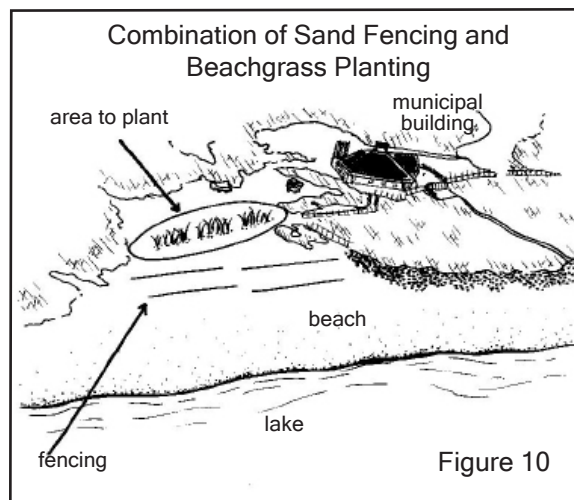 Combination of Sand Fencing and
Beachgrass Planting
area to plant
municipal
building
beach
lake
fencing
Figure 10